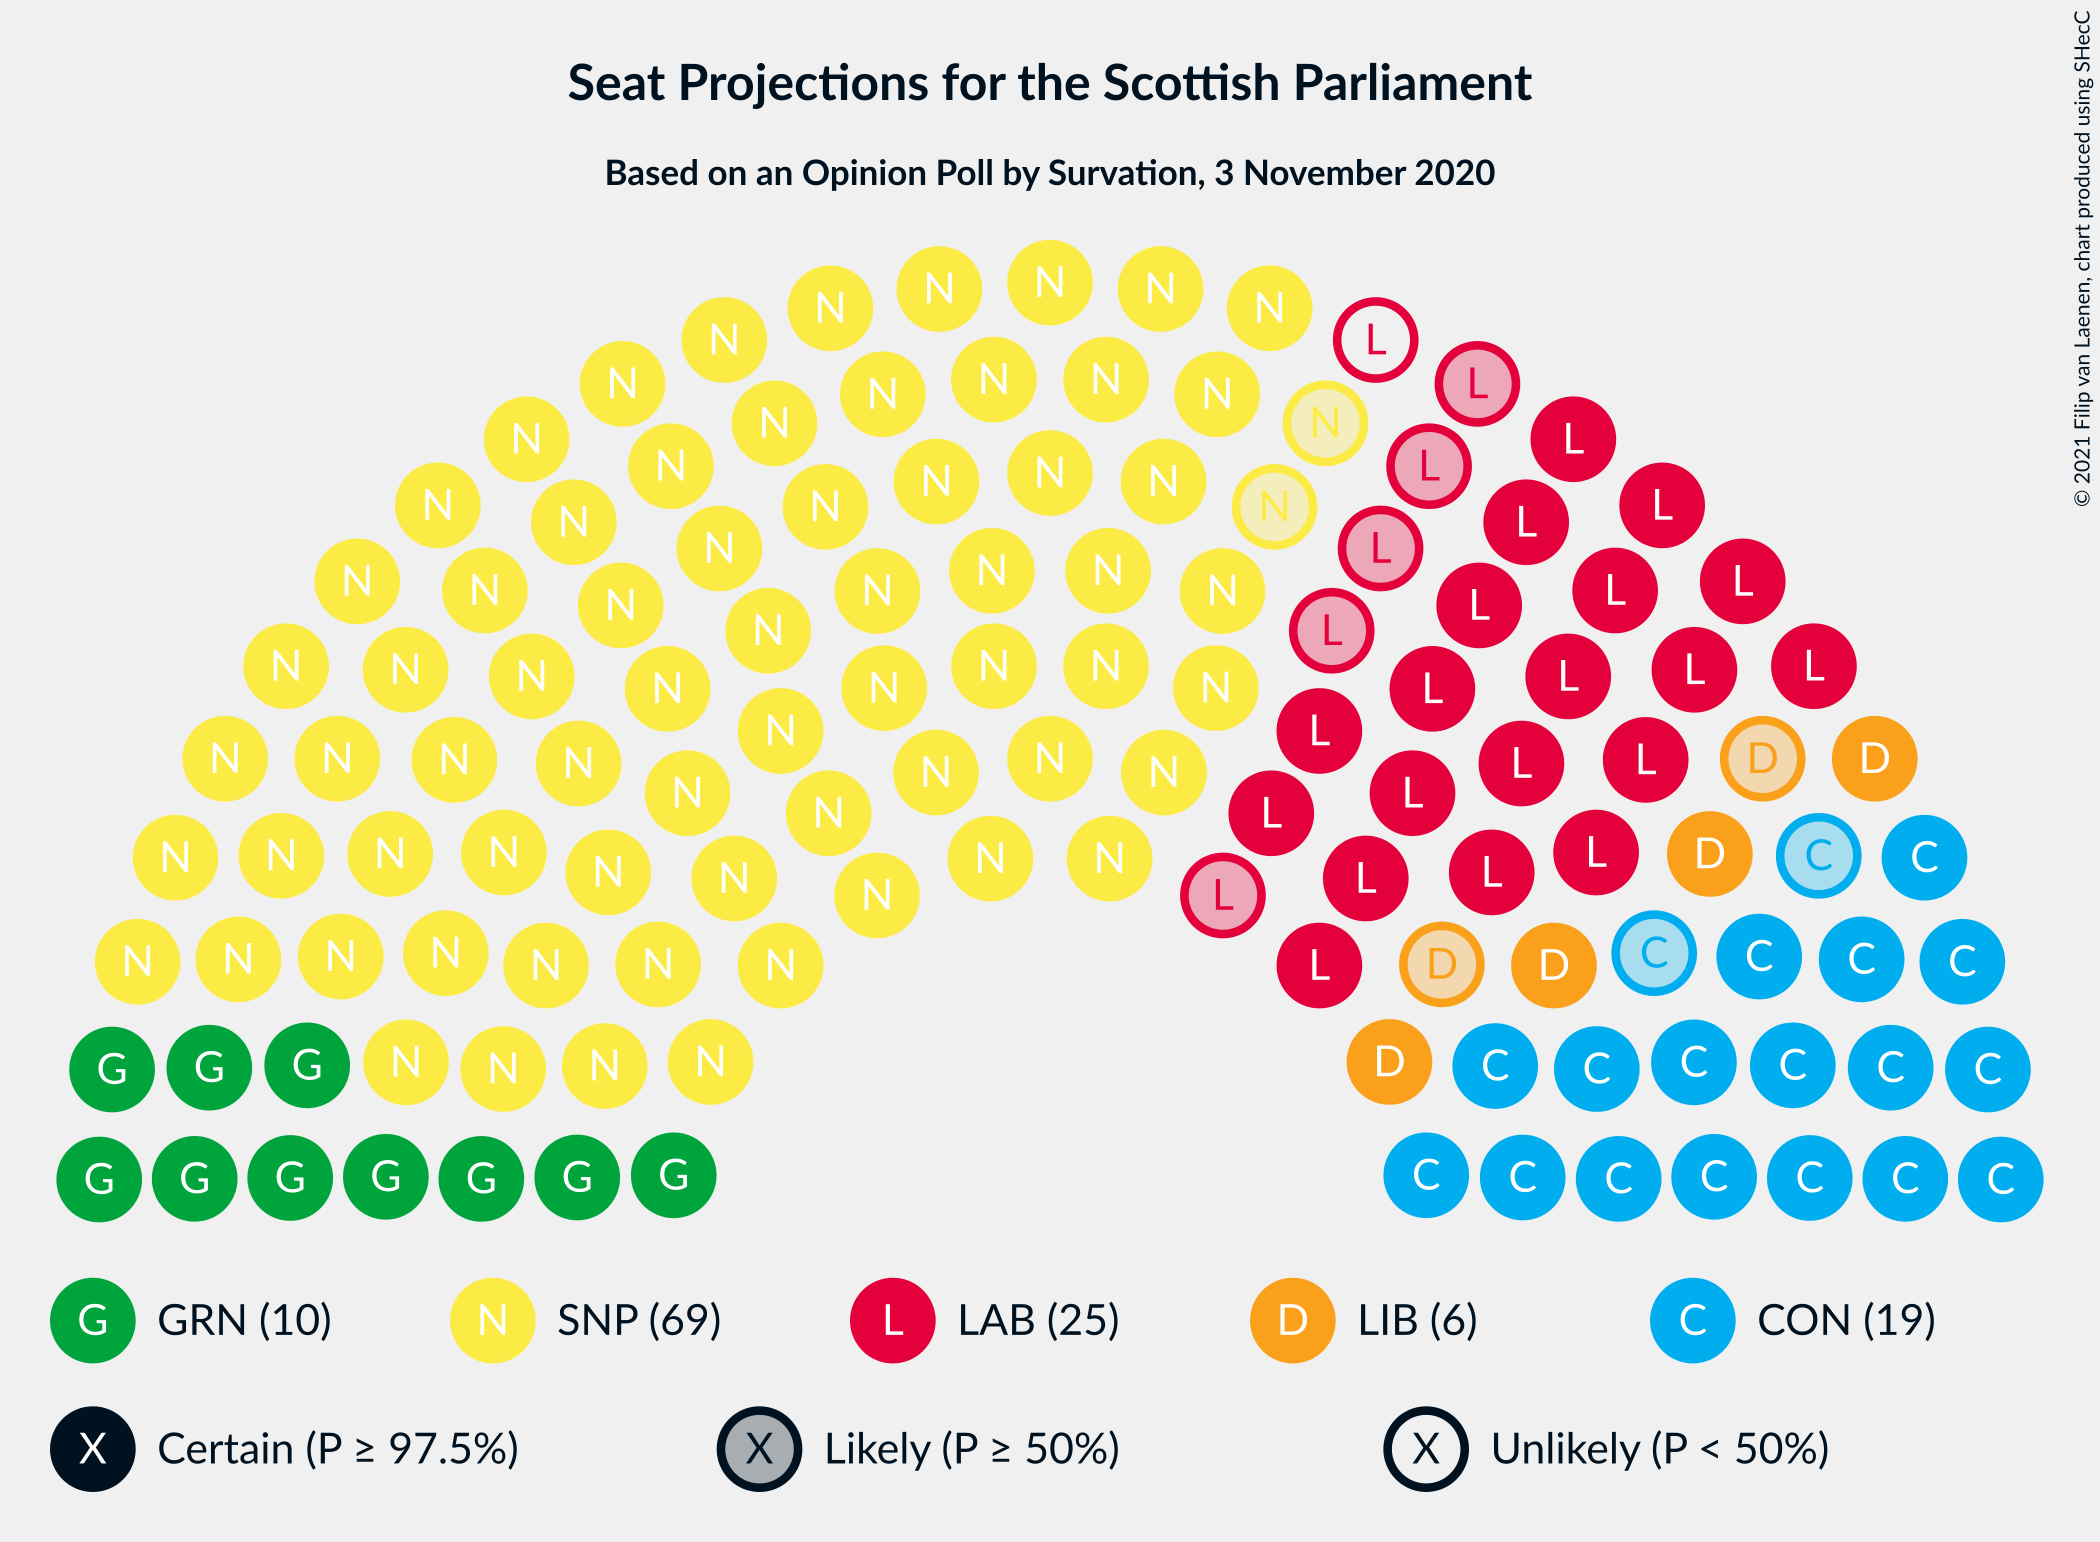 Seat Projections for the Scottish Parliament
Based on an Opinion Poll by Survation, 3 November 2020
© 2021 Filip van Laenen, chart produced using SHecC
N N N N N L L
N N N N N N L
N N N N N N L L
N N N N N L L
N N N N N N L L
N N N N N L L
N N N N N N L L
N N N N N N L L L
N N N N N N L L L
N N N N N N L L L D D
N N N N N N L L
N N N N N N N N N L L L L D C C
N N N N N N N L D D C C C C
G G G N N N N D C C C C C C
G G G G G G G C C C C C C C
G GRN (10) N SNP (69) L LAB (25) D LIB (6) C CON (19)
X Certain (P ≥ 97.5%) X Likely (P ≥ 50%) X Unlikely (P < 50%)